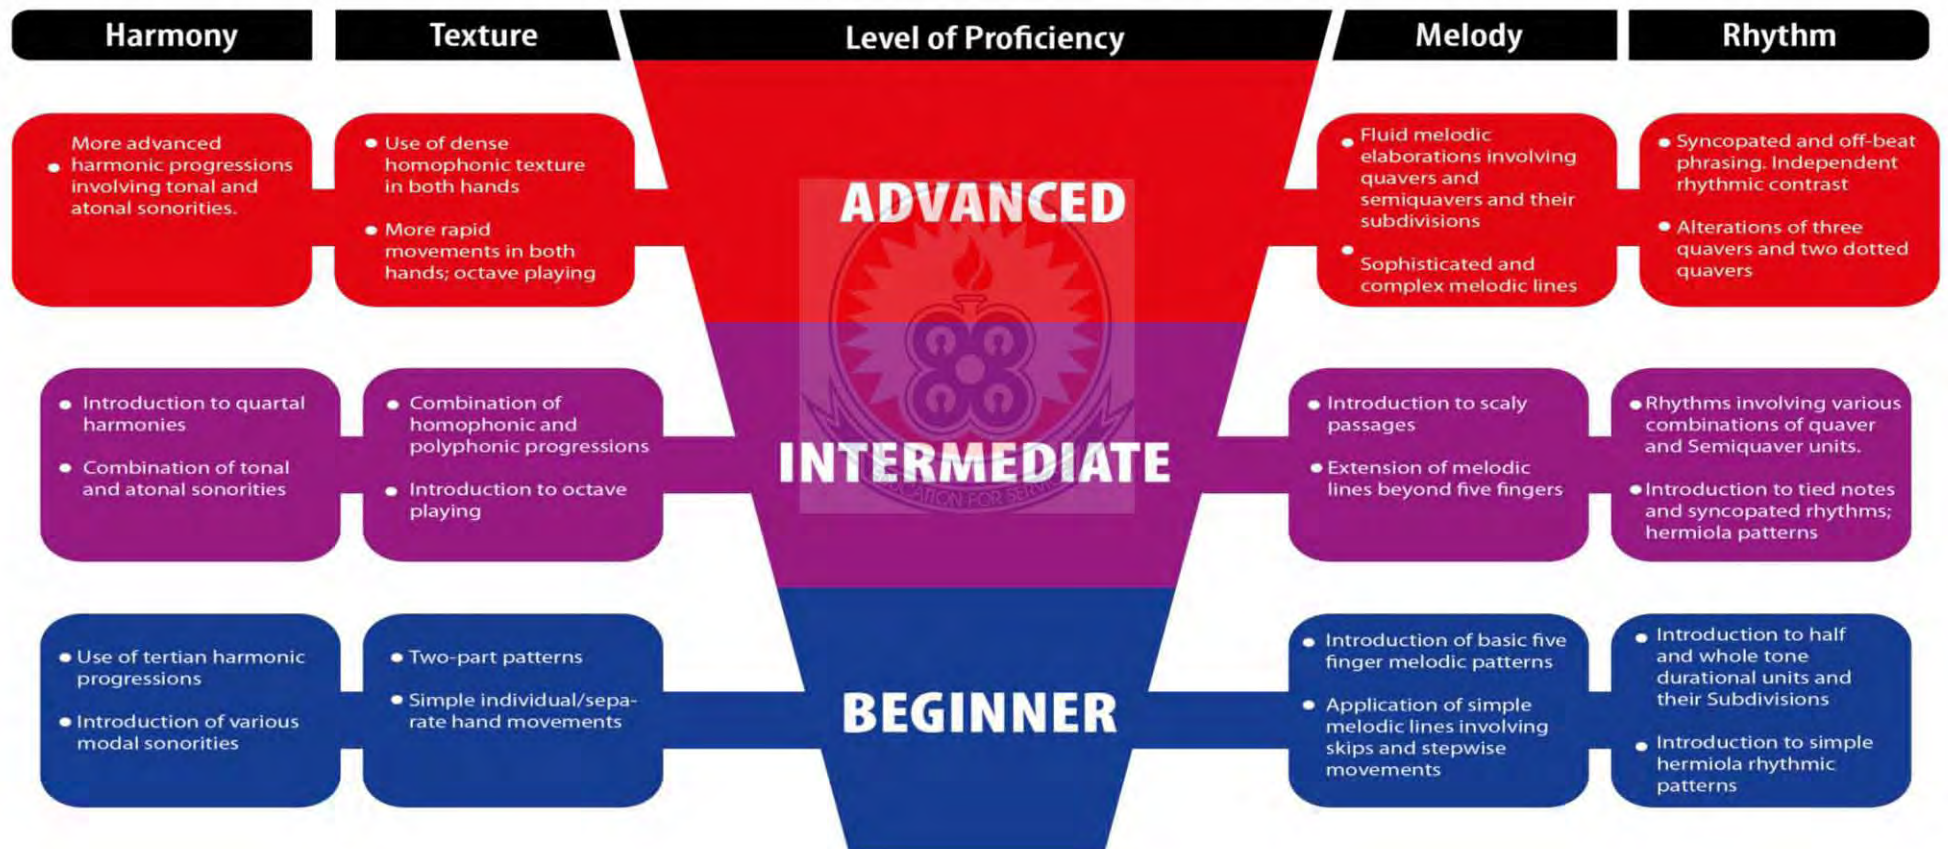 Harmony
Texture
Level of Proficiency
Melody
Rhythm
More advanced
harmonic progressions
involving tonal and
atonal sonorities.
Use of dense
homophonic texture
in both hands
More rapid
movements in both
hands; octave playing
ADVANCED
Fluid melodic
elaborations involving
quavers and
semiquavers and their
subdivisions
Sophisticated and
complex melodic lines
Syncopated and off-beat
phrasing. Independent
rhythmic contrast
Alterations of three
quavers and two dotted
quavers
Introduction to quartal
harmonies
Combination of tonal
and atonal sonorities
Combination of
homophonic and
polyphonic progressions
Introduction to octave
playing
INTERMEDIATE
Introduction to scaly
passages
Extension of melodic
lines beyond five fingers
Rhythms involving various
combinations of quaver
and Semiquaver units.
Introduction to tied notes
and syncopated rhythms;
hermiola patterns
Use of tertian harmonic
progressions
Introduction of various
modal sonorities
Two-part patterns
Simple individual/sepa-
rate hand movements
BEGINNER
Introduction of basic five
finger melodic patterns
Application of simple
melodic lines involving
skips and stepwise
movements
Introduction to half
and whole tone
durational units and
their Subdivisions
Introduction to simple
hermiola rhythmic
patterns